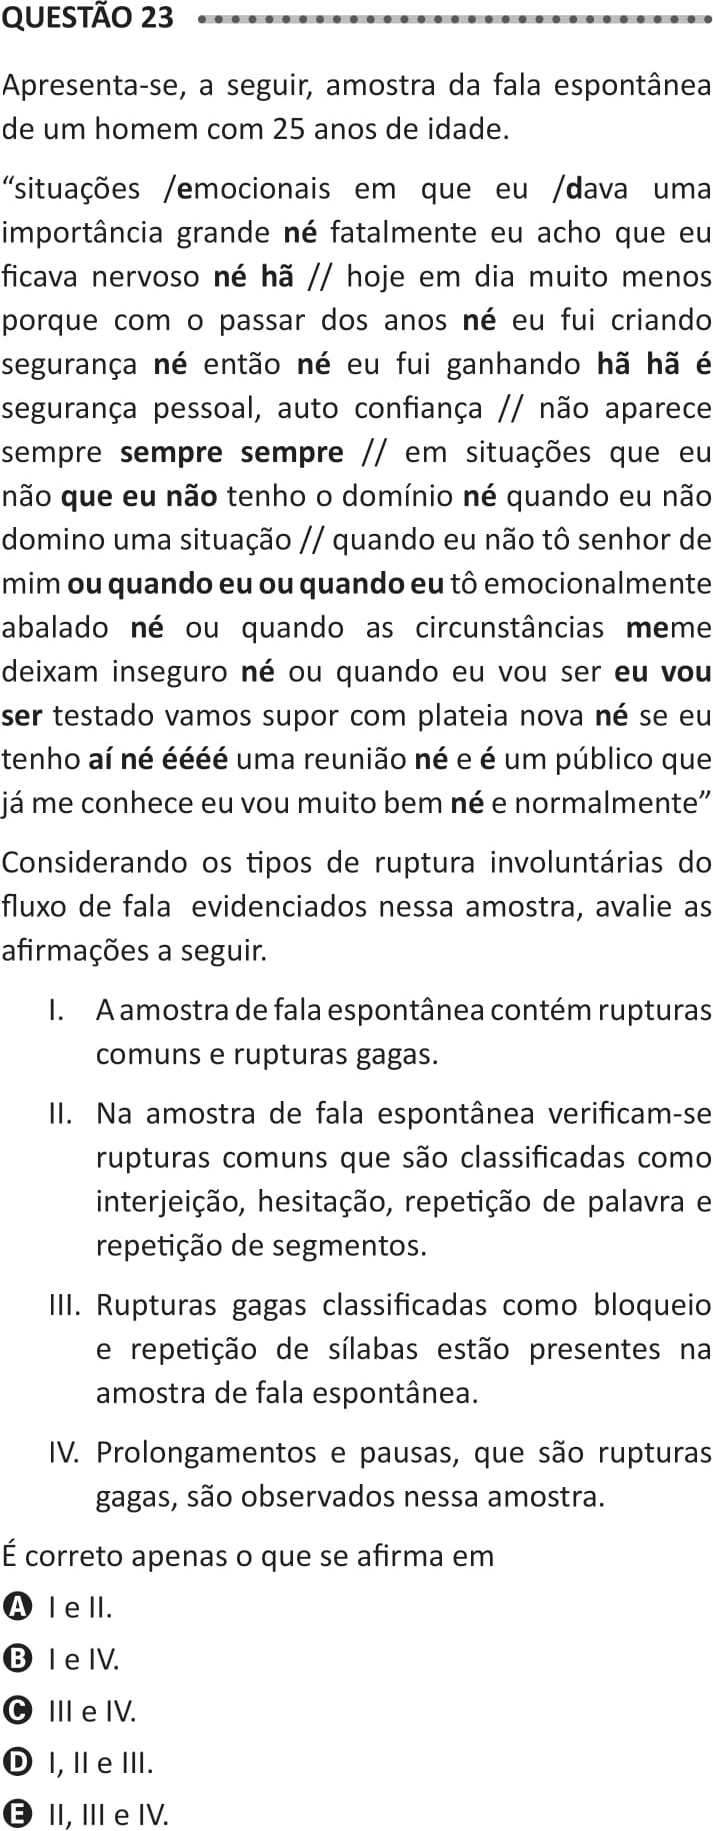 QUESTÃO 23
Apresenta-se, a seguir, amostra da fala espontânea
de um homem com 25 anos de idade.
“situações /emocionais em que eu /dava uma
importância grande né fatalmente eu acho que eu
ficava nervoso né hã // hoje em dia muito menos
porque com o passar dos anos né eu fui criando
segurança né então né eu fui ganhando hã hã é
segurança pessoal, auto confiança // não aparece
sempre sempre sempre // em situações que eu
não que eu não tenho o domínio né quando eu não
domino uma situação // quando eu não tô senhor de
mim ou quando eu ou quando eu tô emocionalmente
abalado né ou quando as circunstâncias meme
deixam inseguro né ou quando eu vou ser eu vou
ser testado vamos supor com plateia nova né se eu
tenho aí né éééé uma reunião né e é um público que
já me conhece eu vou muito bem né e normalmente”
Considerando os tipos de ruptura involuntárias do
fluxo de fala evidenciados nessa amostra, avalie as
afirmações a seguir.
I. A amostra de fala espontânea contém rupturas
comuns e rupturas gagas.
II. Na amostra de fala espontânea verificam-se
rupturas comuns que são classificadas como
interjeição, hesitação, repetição de palavra e
repetição de segmentos.
III. Rupturas gagas classificadas como bloqueio
e repetição de sílabas estão presentes na
amostra de fala espontânea.
IV. Prolongamentos e pausas, que são rupturas
gagas, são observados nessa amostra.
É correto apenas o que se afirma em
A I e II.
B I e IV.
C III e IV.
D I, II e III.
E II, III e IV.